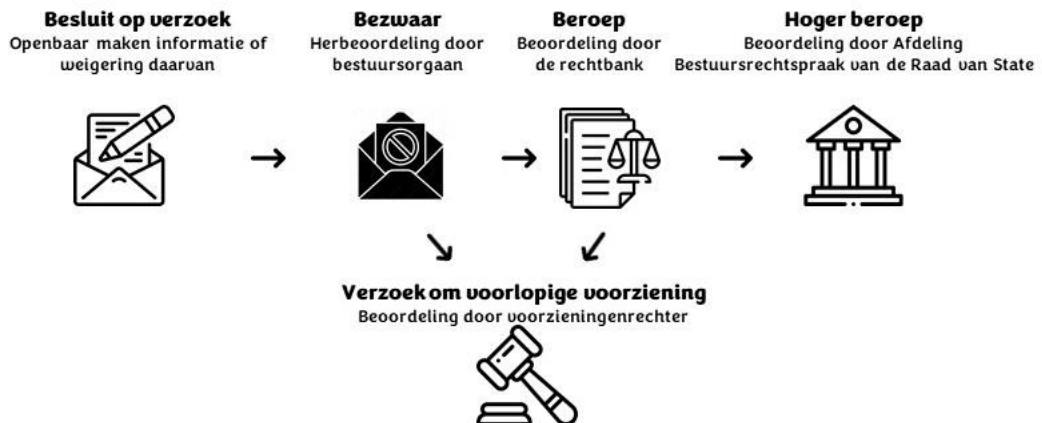 Besluit op verzoek
Openbaar maken informatie of
weigering daarvan
Bezwaar
Herbeoordeling door
bestuursorgaan
Beroep
Beoordeling door
de rechtbank
Hoger beroep
Beoordeling door Afdeling
Bestuursrechtspraak van de Raad van State
Verzoek om voorlopige voorziening
Beoordeling door voorzieningenrechter